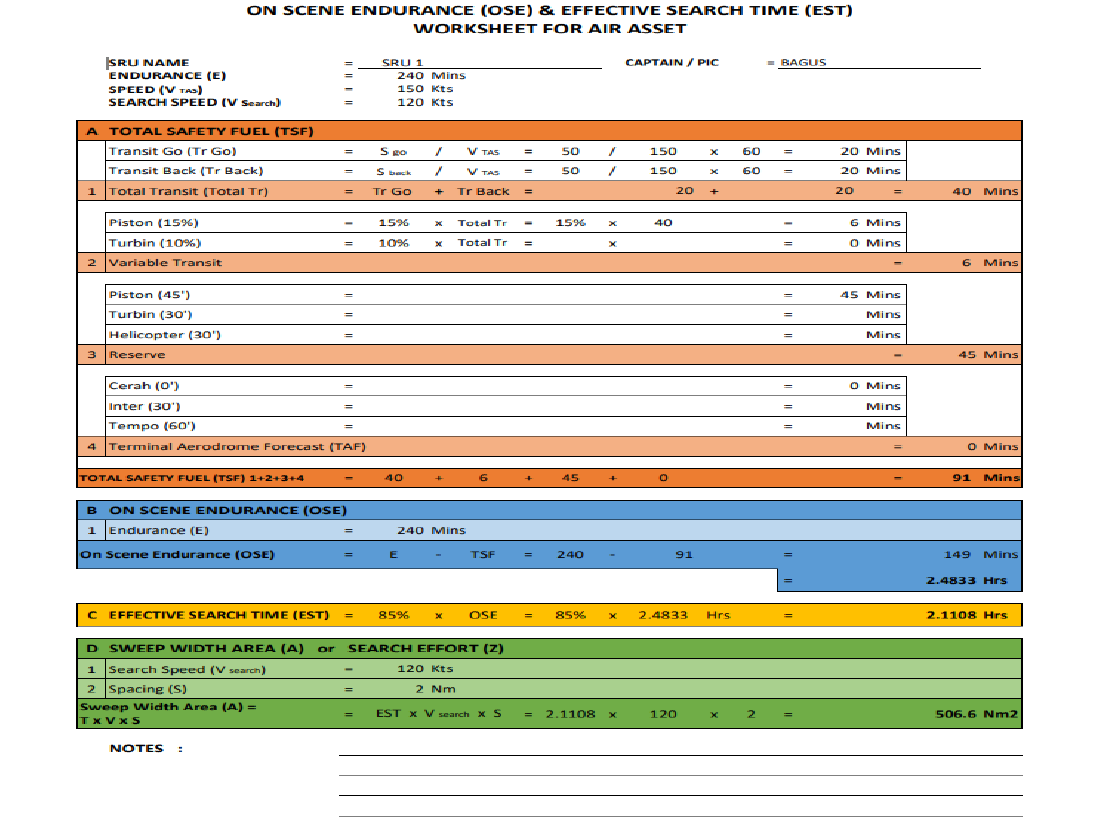 ON SCENE ENDURANCE (OSE) & EFFECTIVE SEARCH TIME (EST)
WORKSHEET FOR AIR ASSET
SRU NAME = SRU 1 CAPTAIN / PIC = BAGUS
ENDURANCE (E) = 240 Mins
SPEED (V TAS) = 150 Kts
SEARCH SPEED (V Search) = 120 Kts
A TOTAL SAFETY FUEL (TSF)
Transit Go (Tr Go) = S go / V TAS = 50 / 150 x 60 = 20 Mins
Transit Back (Tr Back) = S back / V TAS = 50 / 150 x 60 = 20 Mins
1 Total Transit (Total Tr) = Tr Go + Tr Back = 20 + 20 = 40 Mins
Piston (15%) = 15% x Total Tr = 15% x 40 = 6 Mins
Turbin (10%) = 10% x Total Tr = x = 0 Mins
2 Variable Transit = 6 Mins
Piston (45') = = 45 Mins
Turbin (30') = = Mins
Helicopter (30') = = Mins
3 Reserve = 45 Mins
Cerah (0') = = 0 Mins
Inter (30') = = Mins
Tempo (60') = = Mins
4 Terminal Aerodrome Forecast (TAF) = 0 Mins
TOTAL SAFETY FUEL (TSF) 1+2+3+4 = 40 + 6 + 45 + 0 = 91 Mins
B ON SCENE ENDURANCE (OSE)
1 Endurance (E) = 240 Mins
On Scene Endurance (OSE) = E - TSF = 240 - 91 = 149 Mins
= 2.4833 Hrs
C EFFECTIVE SEARCH TIME (EST) = 85% x OSE = 85% x 2.4833 Hrs = 2.1108 Hrs
D SWEEP WIDTH AREA (A) or SEARCH EFFORT (Z)
1 Search Speed (V search) = 120 Kts
2 Spacing (S) = 2 Nm
Sweep Width Area (A) =
T x V x S = EST x V search x S = 2.1108 x 120 x 2 = 506.6 Nm2
NOTES :